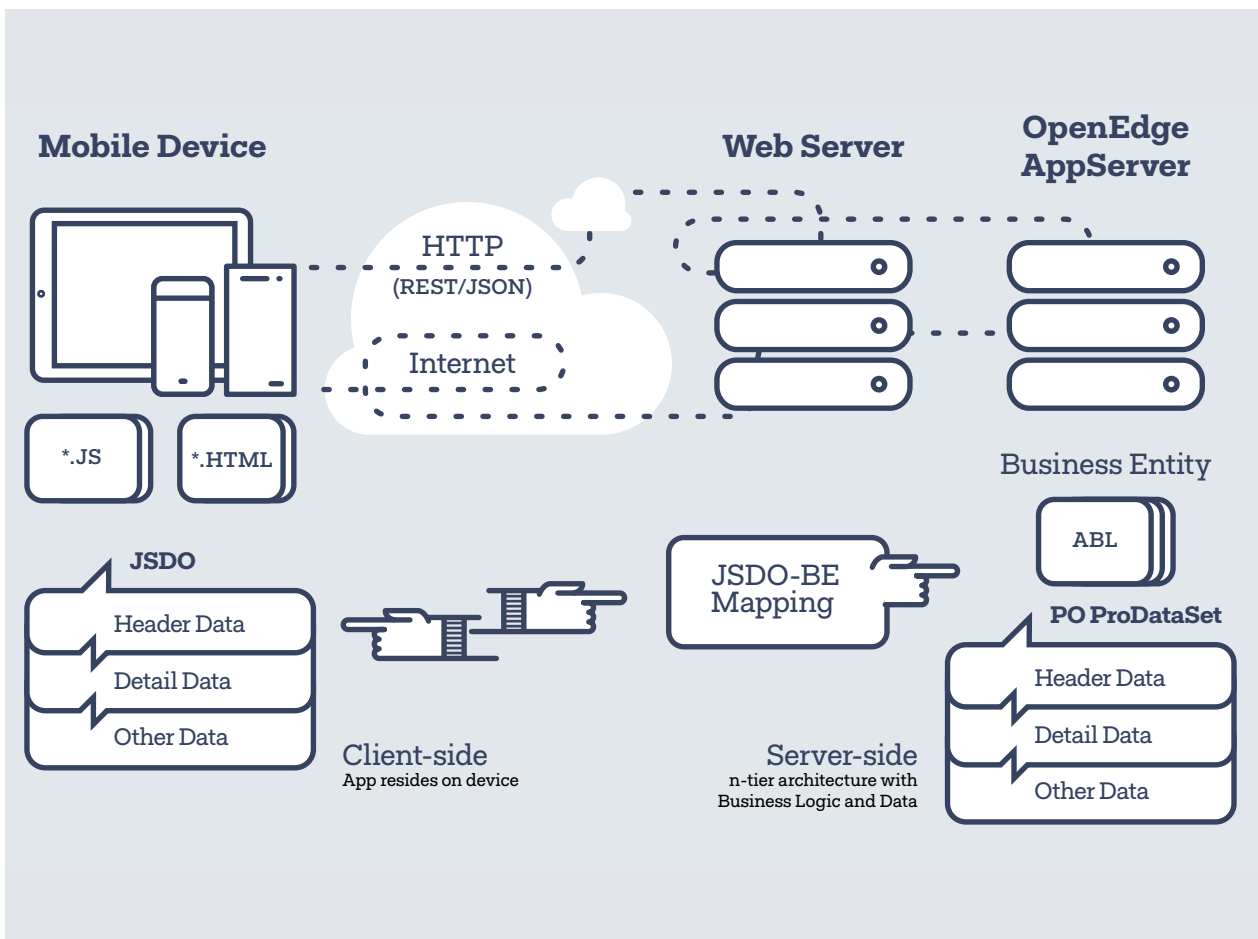 Mobile Device
Web Server
OpenEdge
AppServer
HTTP
(REST/JSON)
Internet
*.JS
*.HTML
Business Entity
ABL
JSDO
Header Data
Detail Data
Other Data
JSDO-BE
Mapping
PO ProDataSet
Header Data
Detail Data
Other Data
Client-side
App resides on device
Server-side
n-tier architecture with
Business Logic and Data